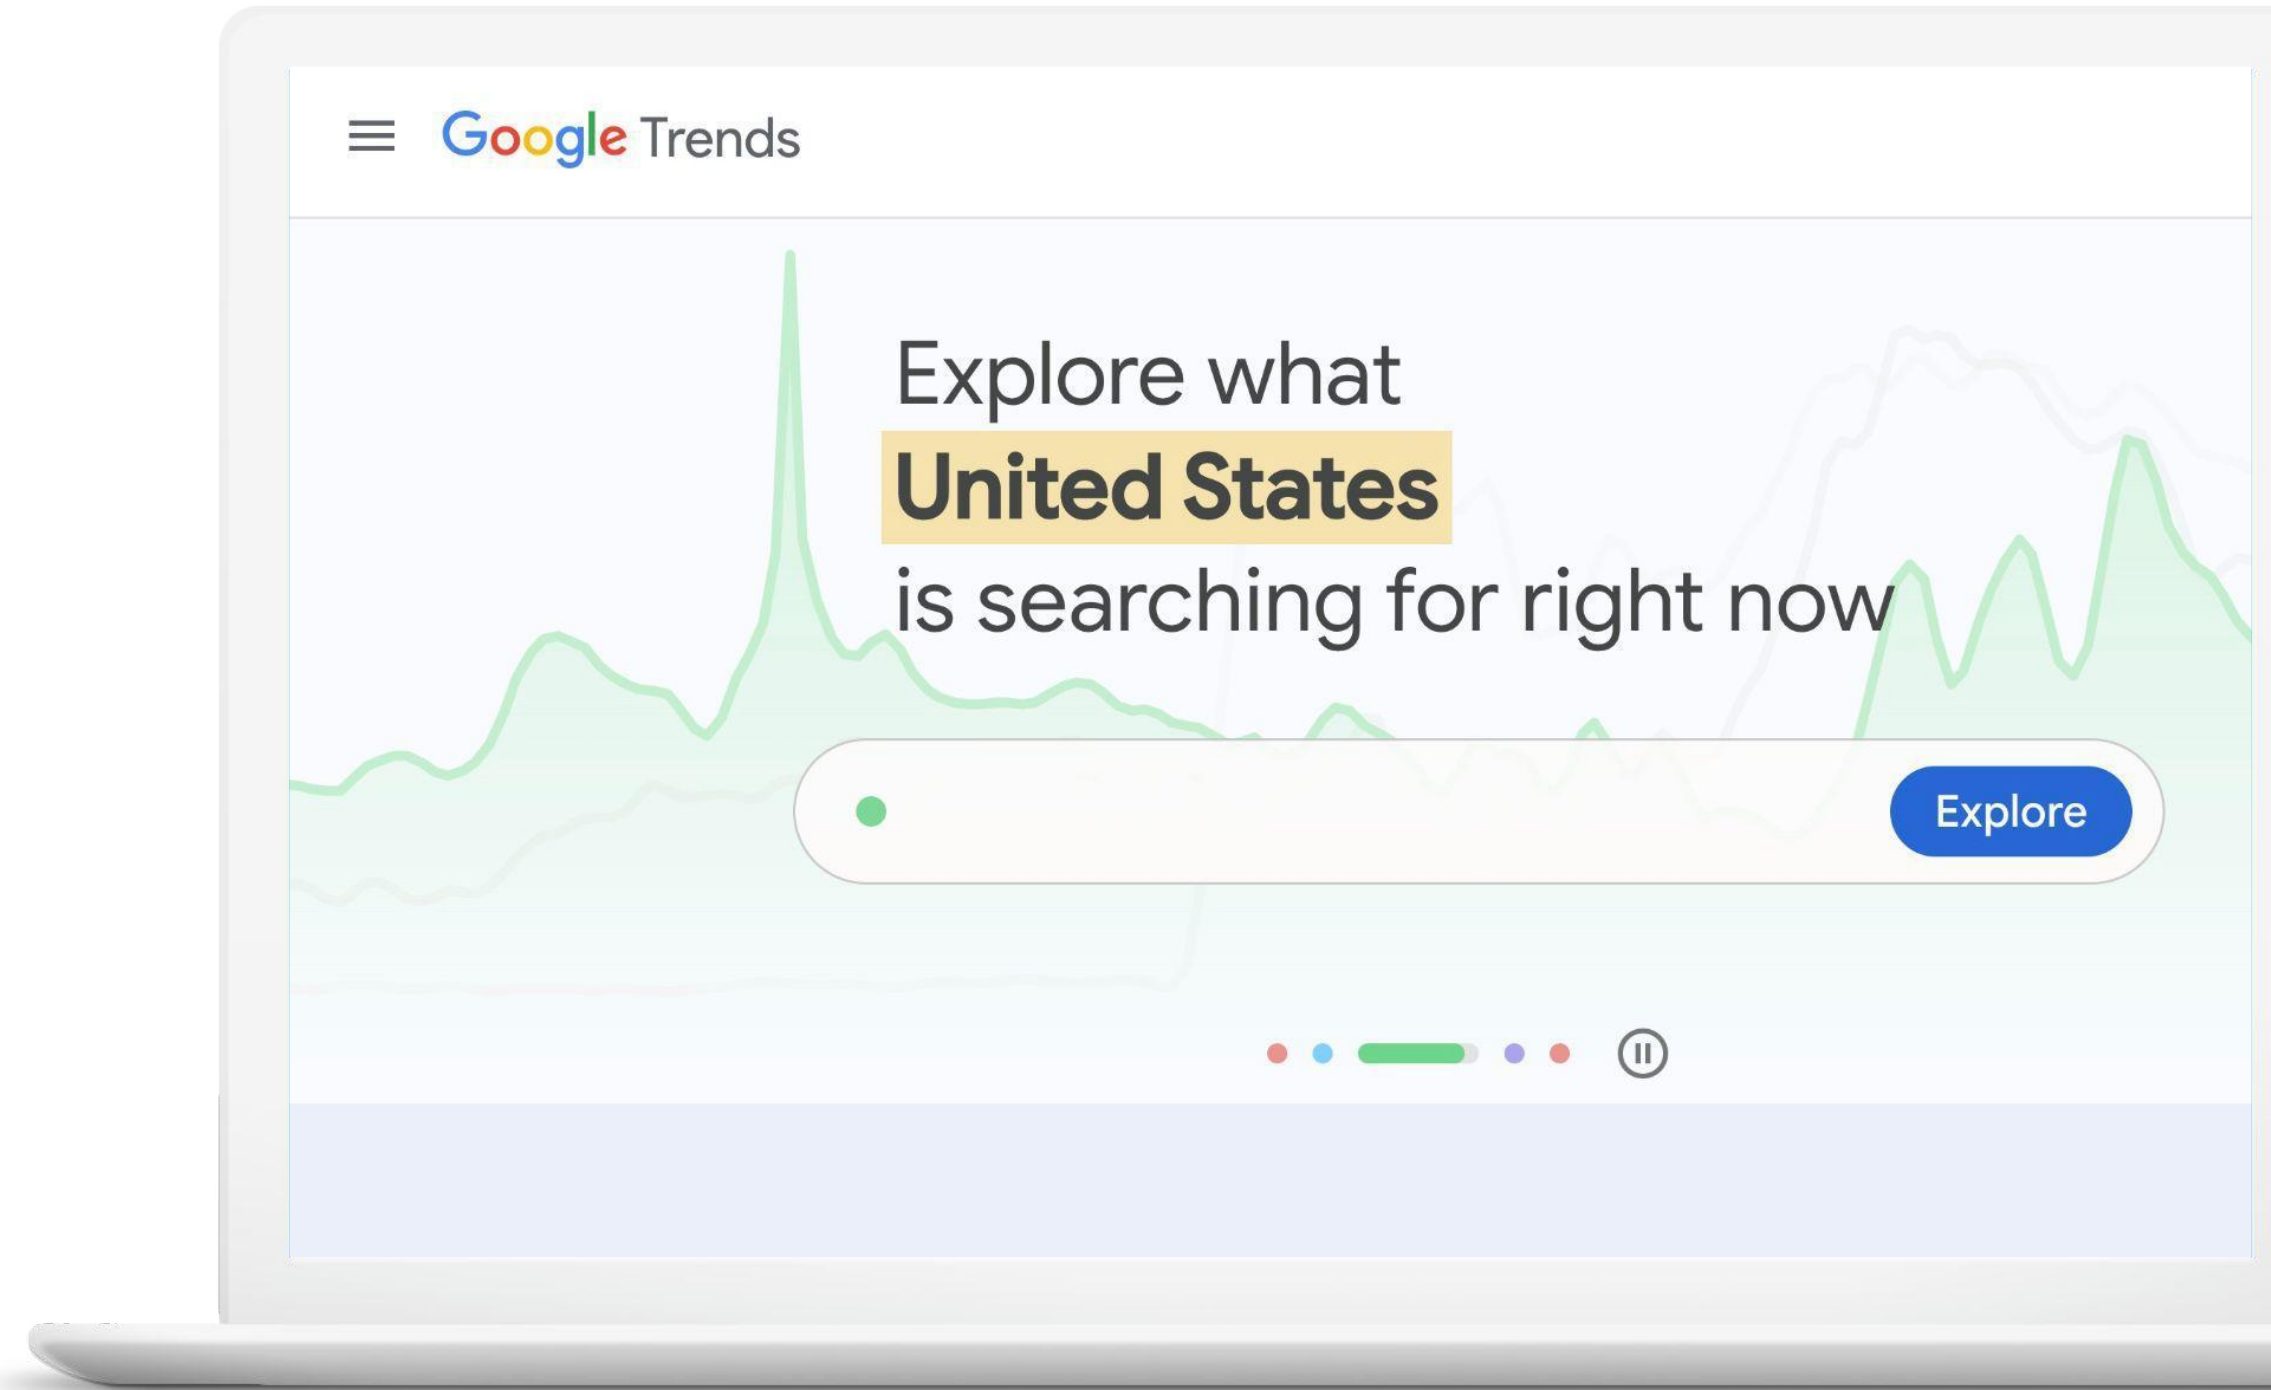 Google Trends
Explore what
United States
is searching for right now
Explore